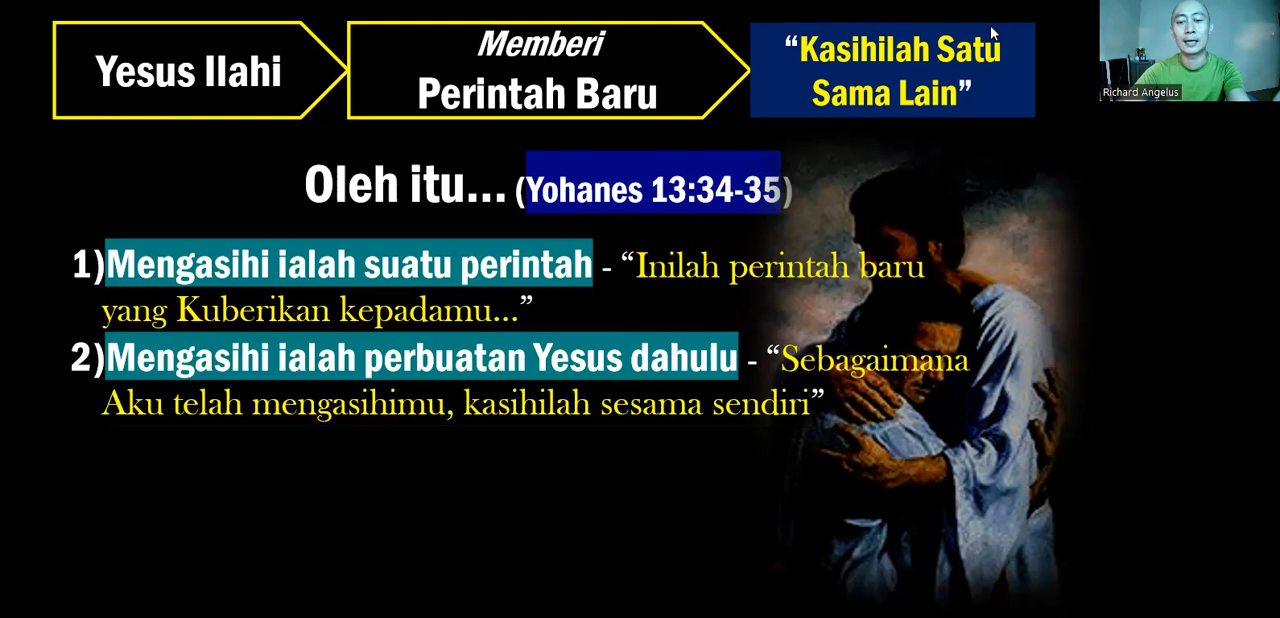 Yesus Ilahi
Memberi
Perintah Baru
“Kasihilah Satu
Sama Lain”
Richard Angelus
Oleh itu... (Yohanes 13:34-35)
1)Mengasihi ialah suatu perintah - “Inilah perintah baru
yang Kuberikan kepadamu...”
2)Mengasihi ialah perbuatan Yesus dahulu - “Sebagaimana
Aku telah mengasihimu, kasihilah sesama sendiri”